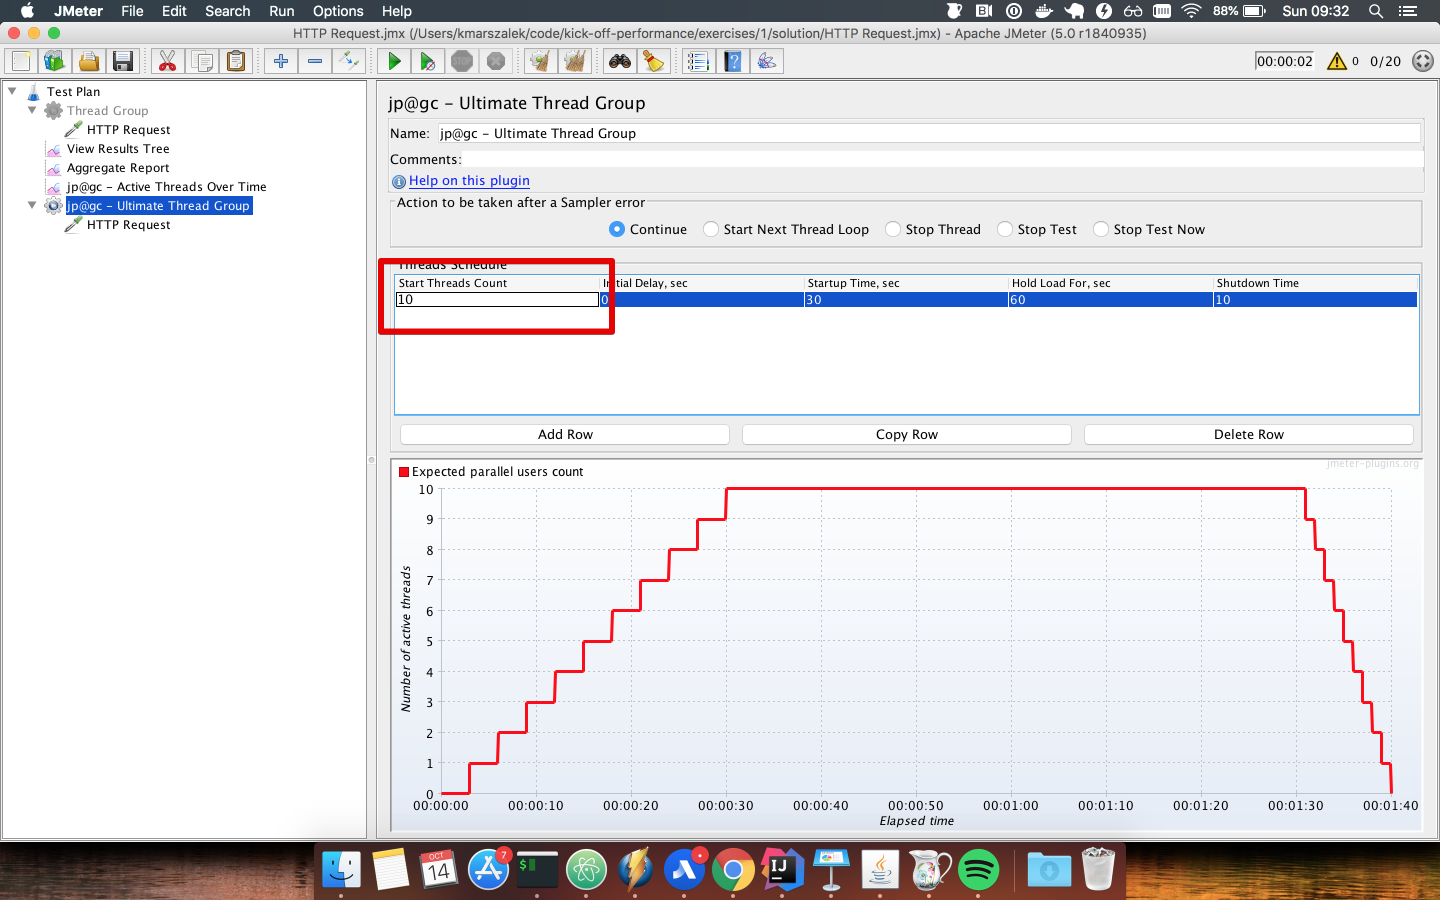 JMeter File Edit Search Run Options Help 88% Sun 09:32
HTTP Request.jmx (/Users/kmarszalek/code/kick-off-performance/exercises/1/solution/HTTP Request.jmx) - Apache JMeter (5.0 r1840935)
STOP ? 00:00:02 0 0/20
Test Plan
Thread Group
HTTP Request
View Results Tree
Aggregate Report
jp@gc - Active Threads Over Time
jp@gc - Ultimate Thread Group
HTTP Request
jp@gc - Ultimate Thread Group
Name: jp@gc - Ultimate Thread Group
Comments:
Help on this plugin
Action to be taken after a Sampler error
Continue Start Next Thread Loop Stop Thread Stop Test Stop Test Now
Threads Schedule
Start Threads Count Initial Delay, sec Startup Time, sec Hold Load For, sec Shutdown Time
10 0 30 60 10
Add Row Copy Row Delete Row
jmeter-plugins.org
Expected parallel users count
10
9
8
7
6
5
4
3
2
1
0
Number of active threads
00:00:00 00:00:10 00:00:20 00:00:30 00:00:40 00:00:50 00:01:00 00:01:10 00:01:20 00:01:30 00:01:40
Elapsed time
OCT
14
7
$
IJ